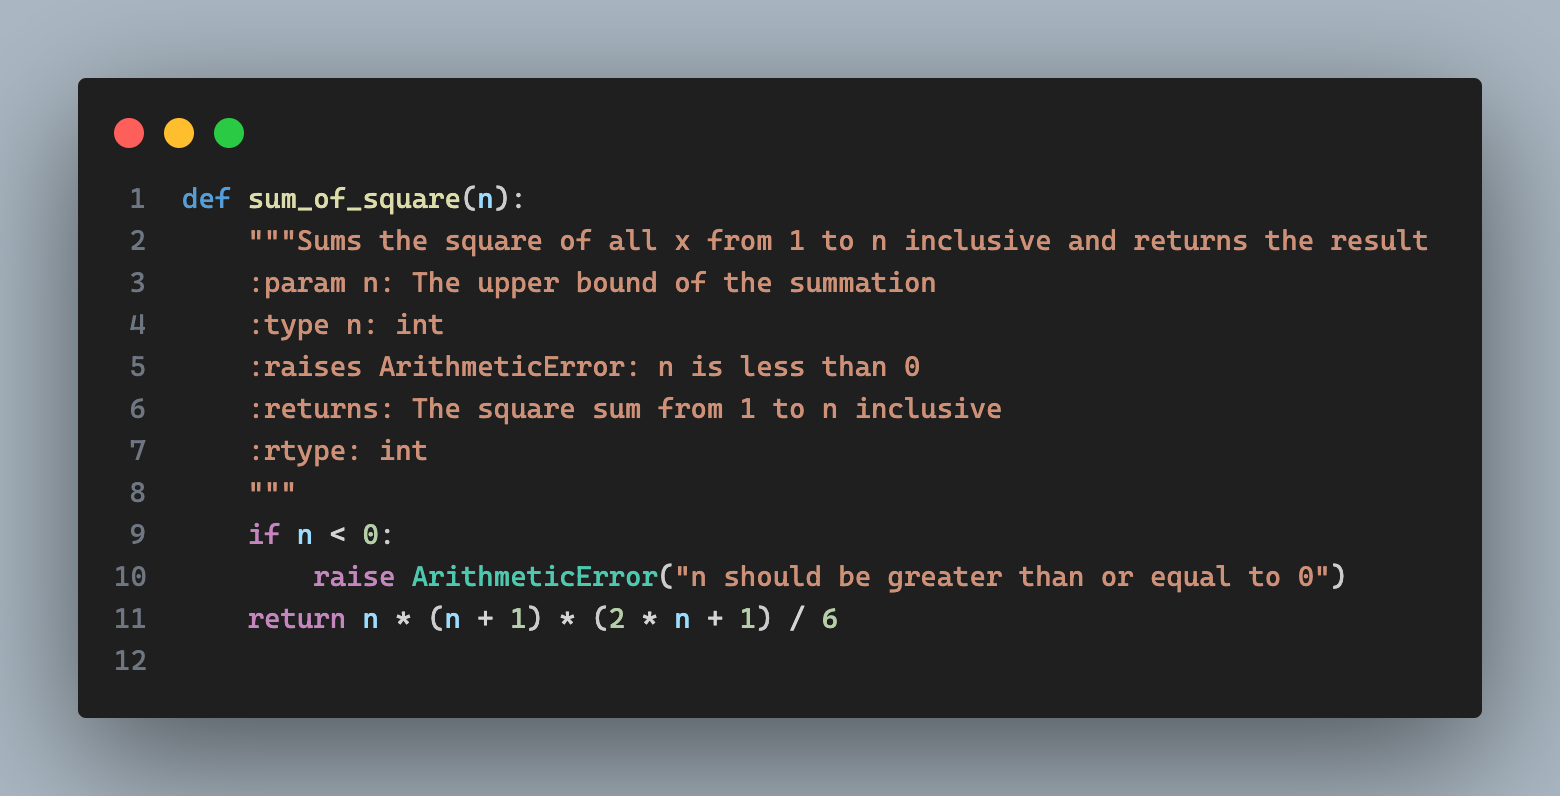 1 def sum_of_square(n):
2     """Sums the square of all x from 1 to n inclusive and returns the result
3     :param n: The upper bound of the summation
4     :type n: int
5     :raises ArithmeticError: n is less than 0
6     :returns: The square sum from 1 to n inclusive
7     :rtype: int
8     """
9     if n < 0:
10         raise ArithmeticError("n should be greater than or equal to 0")
11     return n * (n + 1) * (2 * n + 1) / 6
12